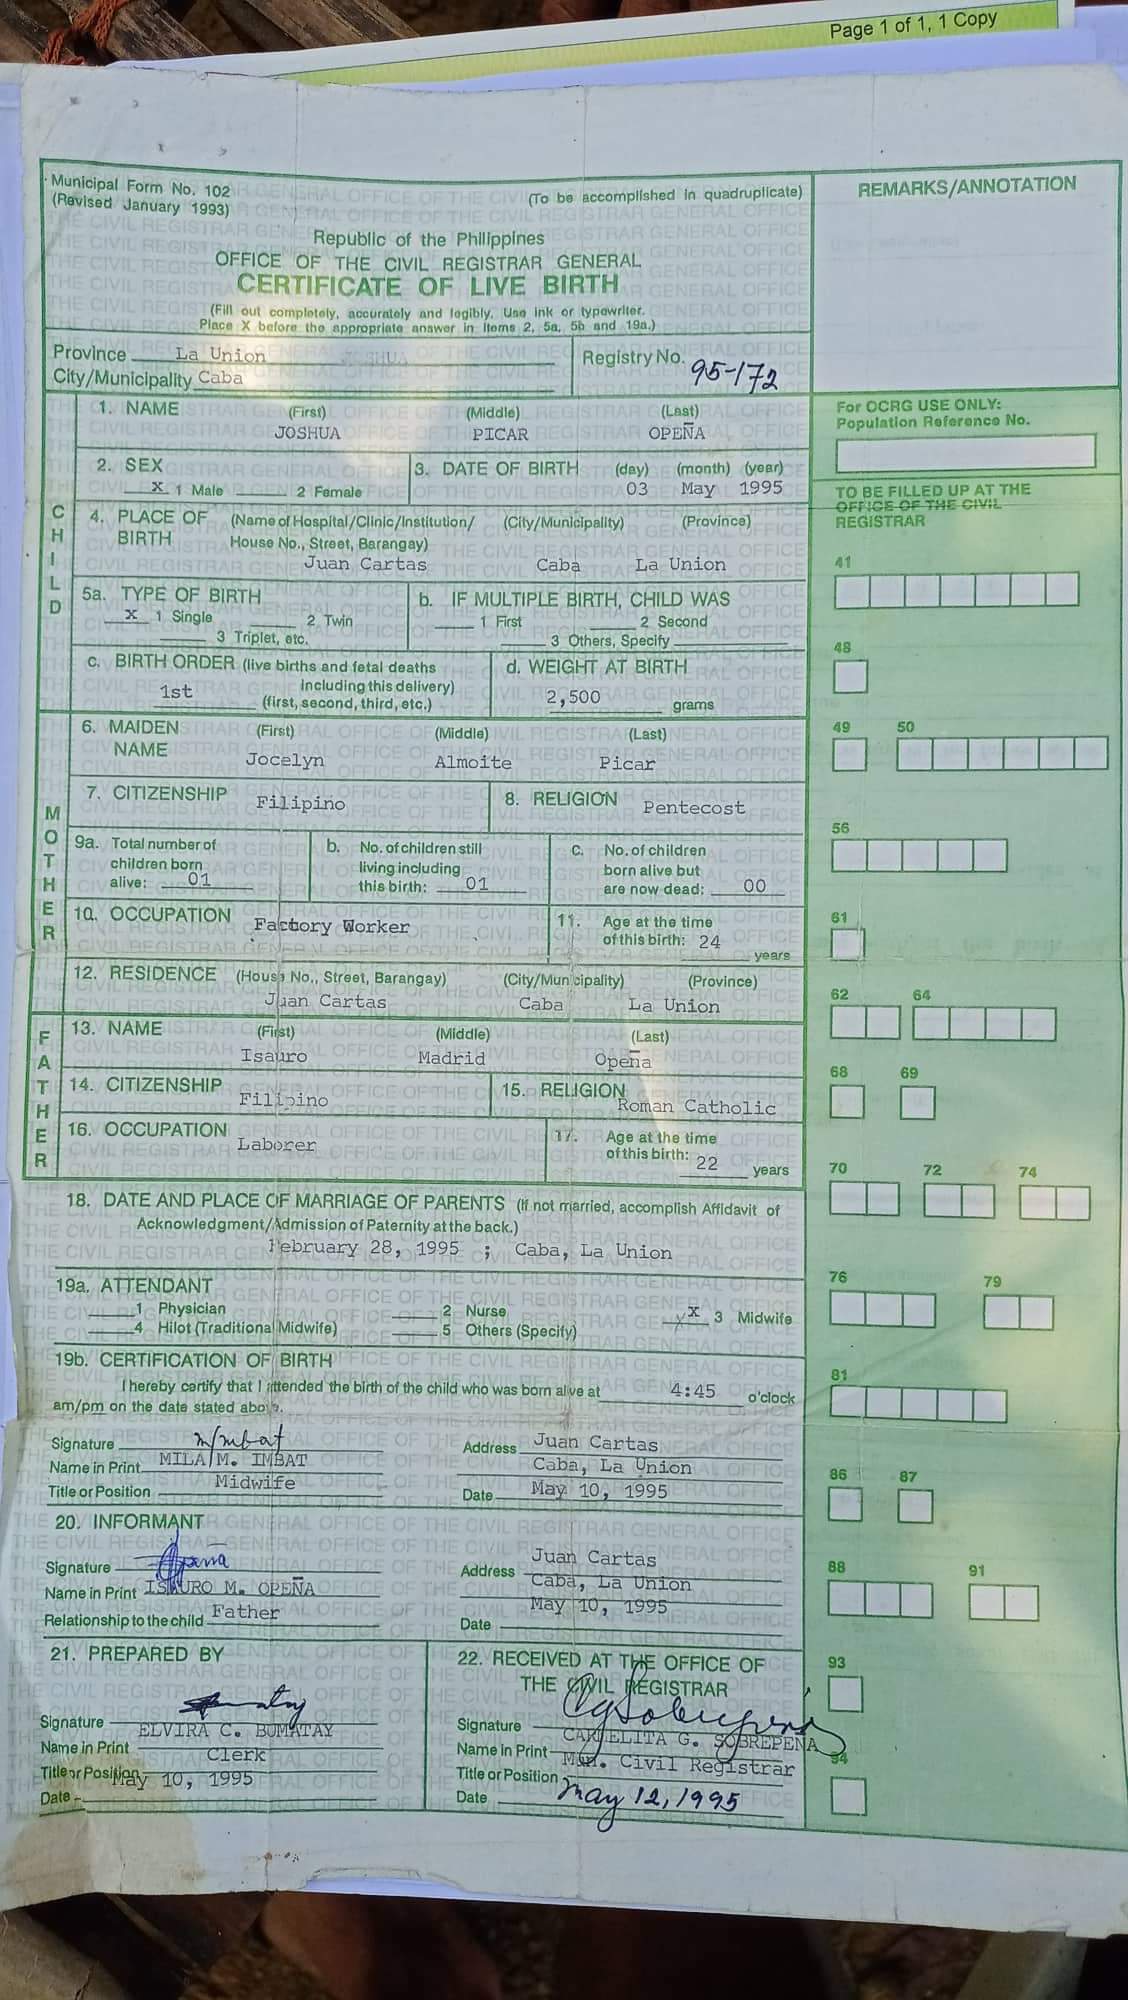 Page 1 of 1, 1 Copy
Municipal Form No. 102
(Revised January 1993)
(To be accomplished in quadruplicate)
Republic of the Philippines
OFFICE OF THE CIVIL REGISTRAR GENERAL
CERTIFICATE OF LIVE BIRTH
(Fill out completely, accurately and legibly. Use ink or typewriter.
Place X before the appropriate answer in items 2, 5a, 5b and 19a.)
REMARKS/ANNOTATION
Province La Union JOSHUA
City/Municipality Caba
Registry No. 95-172
For OCRG USE ONLY:
Population Reference No.
TO BE FILLED UP AT THE
OFFICE OF THE CIVIL
REGISTRAR
CHILD
1. NAME (First) (Middle) (Last)
JOSHUA PICAR OPEÑA
2. SEX
X 1 Male 2 Female
3. DATE OF BIRTH (day) (month) (year)
03 May 1995
4. PLACE OF (Name of Hospital/Clinic/Institution/ (City/Municipality) (Province)
BIRTH House No., Street, Barangay)
Juan Cartas Caba La Union
5a. TYPE OF BIRTH
X 1 Single 2 Twin
3 Triplet, etc.
b. IF MULTIPLE BIRTH, CHILD WAS
1 First 2 Second
3 Others, Specify
c. BIRTH ORDER (live births and fetal deaths
including this delivery)
1st (first, second, third, etc.)
d. WEIGHT AT BIRTH
2,500 grams
MOTHER
6. MAIDEN (First) (Middle) (Last)
NAME Jocelyn Almoite Picar
7. CITIZENSHIP Filipino
8. RELIGION Pentecost
9a. Total number of
children born
alive: 01
b. No. of children still
living including
this birth: 01
c. No. of children
born alive but
are now dead: 00
10. OCCUPATION Factory Worker
11. Age at the time
of this birth: 24 years
12. RESIDENCE (House No., Street, Barangay) (City/Municipality) (Province)
Juan Cartas Caba La Union
FATHER
13. NAME (First) (Middle) (Last)
Isauro Madrid Opeña
14. CITIZENSHIP Filipino
15. RELIGION Roman Catholic
16. OCCUPATION Laborer
17. Age at the time
of this birth: 22 years
18. DATE AND PLACE OF MARRIAGE OF PARENTS (If not married, accomplish Affidavit of
Acknowledgment/Admission of Paternity at the back.)
February 28, 1995 ; Caba, La Union
19a. ATTENDANT
1 Physician 2 Nurse X 3 Midwife
4 Hilot (Traditional Midwife) 5 Others (Specify)
19b. CERTIFICATION OF BIRTH
I hereby certify that I attended the birth of the child who was born alive at 4:45 o'clock
am/pm on the date stated above.
Signature
Name in Print MILA M. IMBAT
Title or Position Midwife
Address Juan Cartas
Caba, La Union
Date May 10, 1995
20. INFORMANT
Signature
Name in Print ISAURO M. OPEÑA
Relationship to the child Father
Address Juan Cartas
Caba, La Union
May 10, 1995
Date
21. PREPARED BY
Signature
Name in Print ELVIRA C. BUMATAY
Clerk
Title or Position
May 10, 1995
Date
22. RECEIVED AT THE OFFICE OF
THE CIVIL REGISTRAR
Signature
Name in Print CARMELITA G. SOBREPEÑA
Title or Position Mun. Civil Registrar
Date May 12, 1995
41
48
49 50
56
61
62 64
68 69
70 72 74
76 79
81
86 87
88 91
93
94